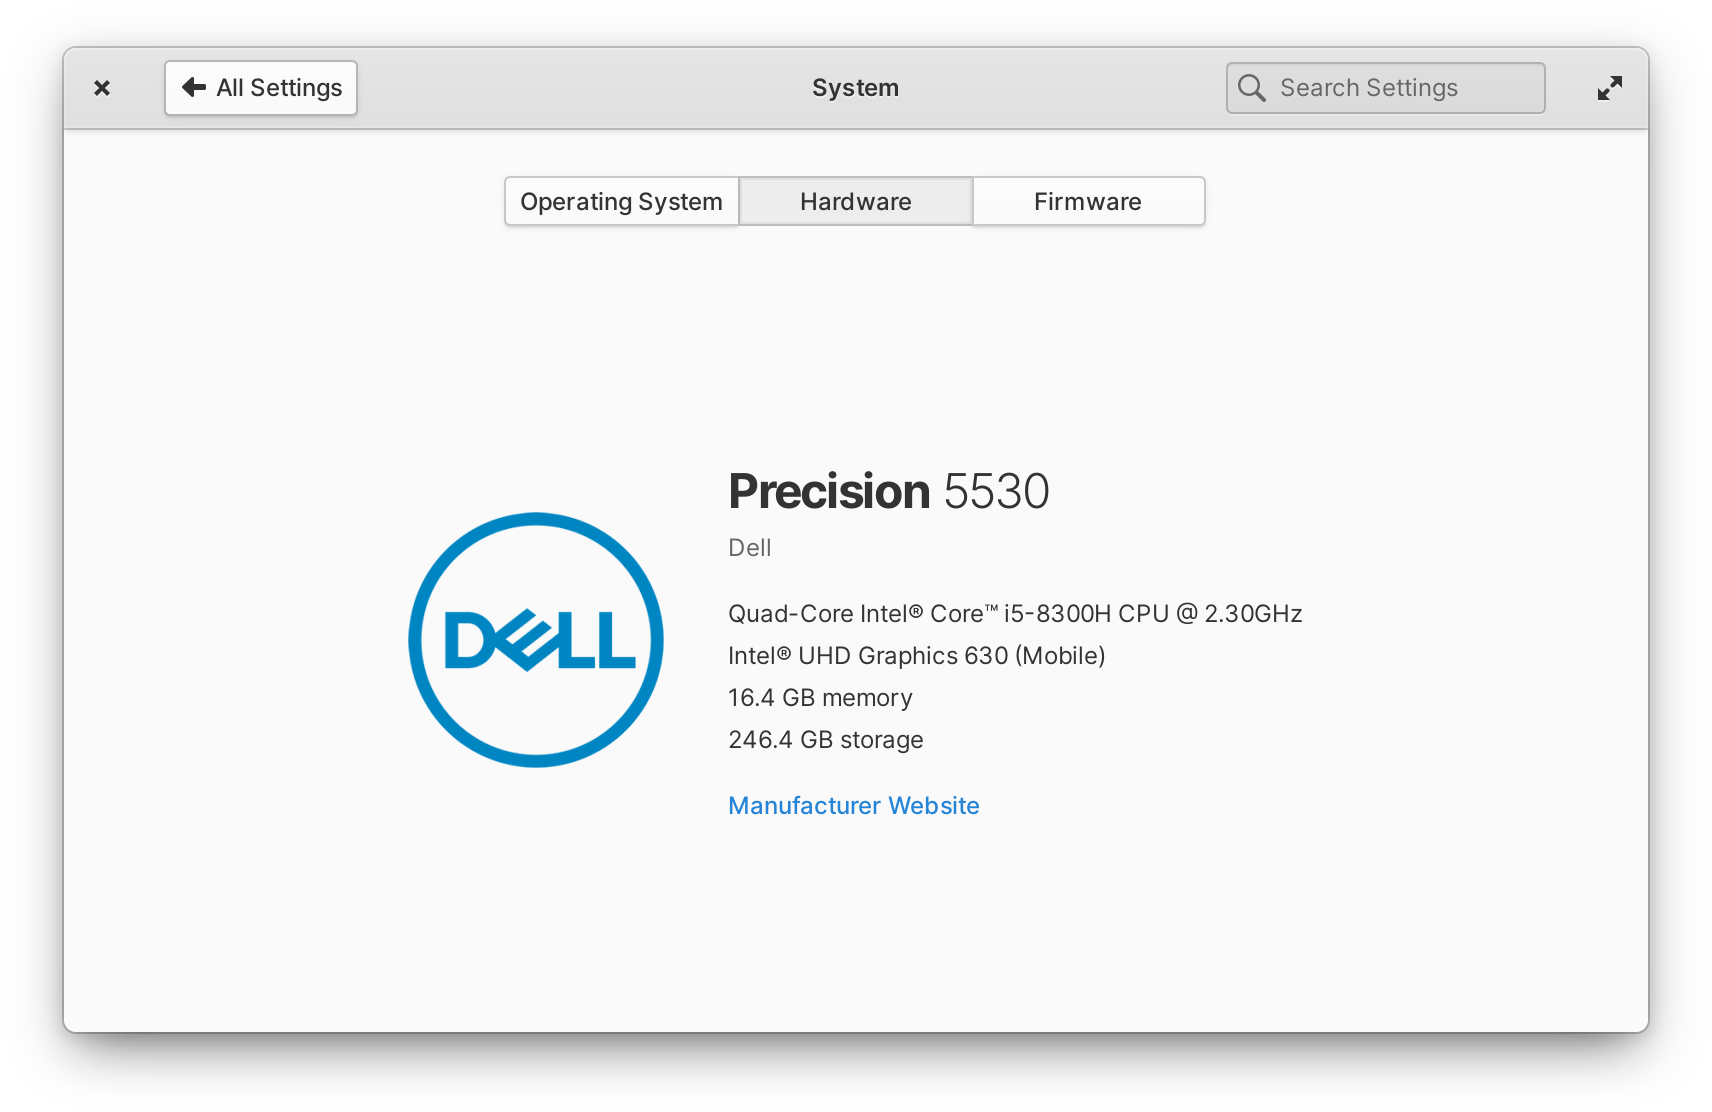 All Settings
System
Search Settings
Operating System
Hardware
Firmware
DELL
Precision 5530
Dell
Quad-Core Intel® Core™ i5-8300H CPU @ 2.30GHz
Intel® UHD Graphics 630 (Mobile)
16.4 GB memory
246.4 GB storage
Manufacturer Website